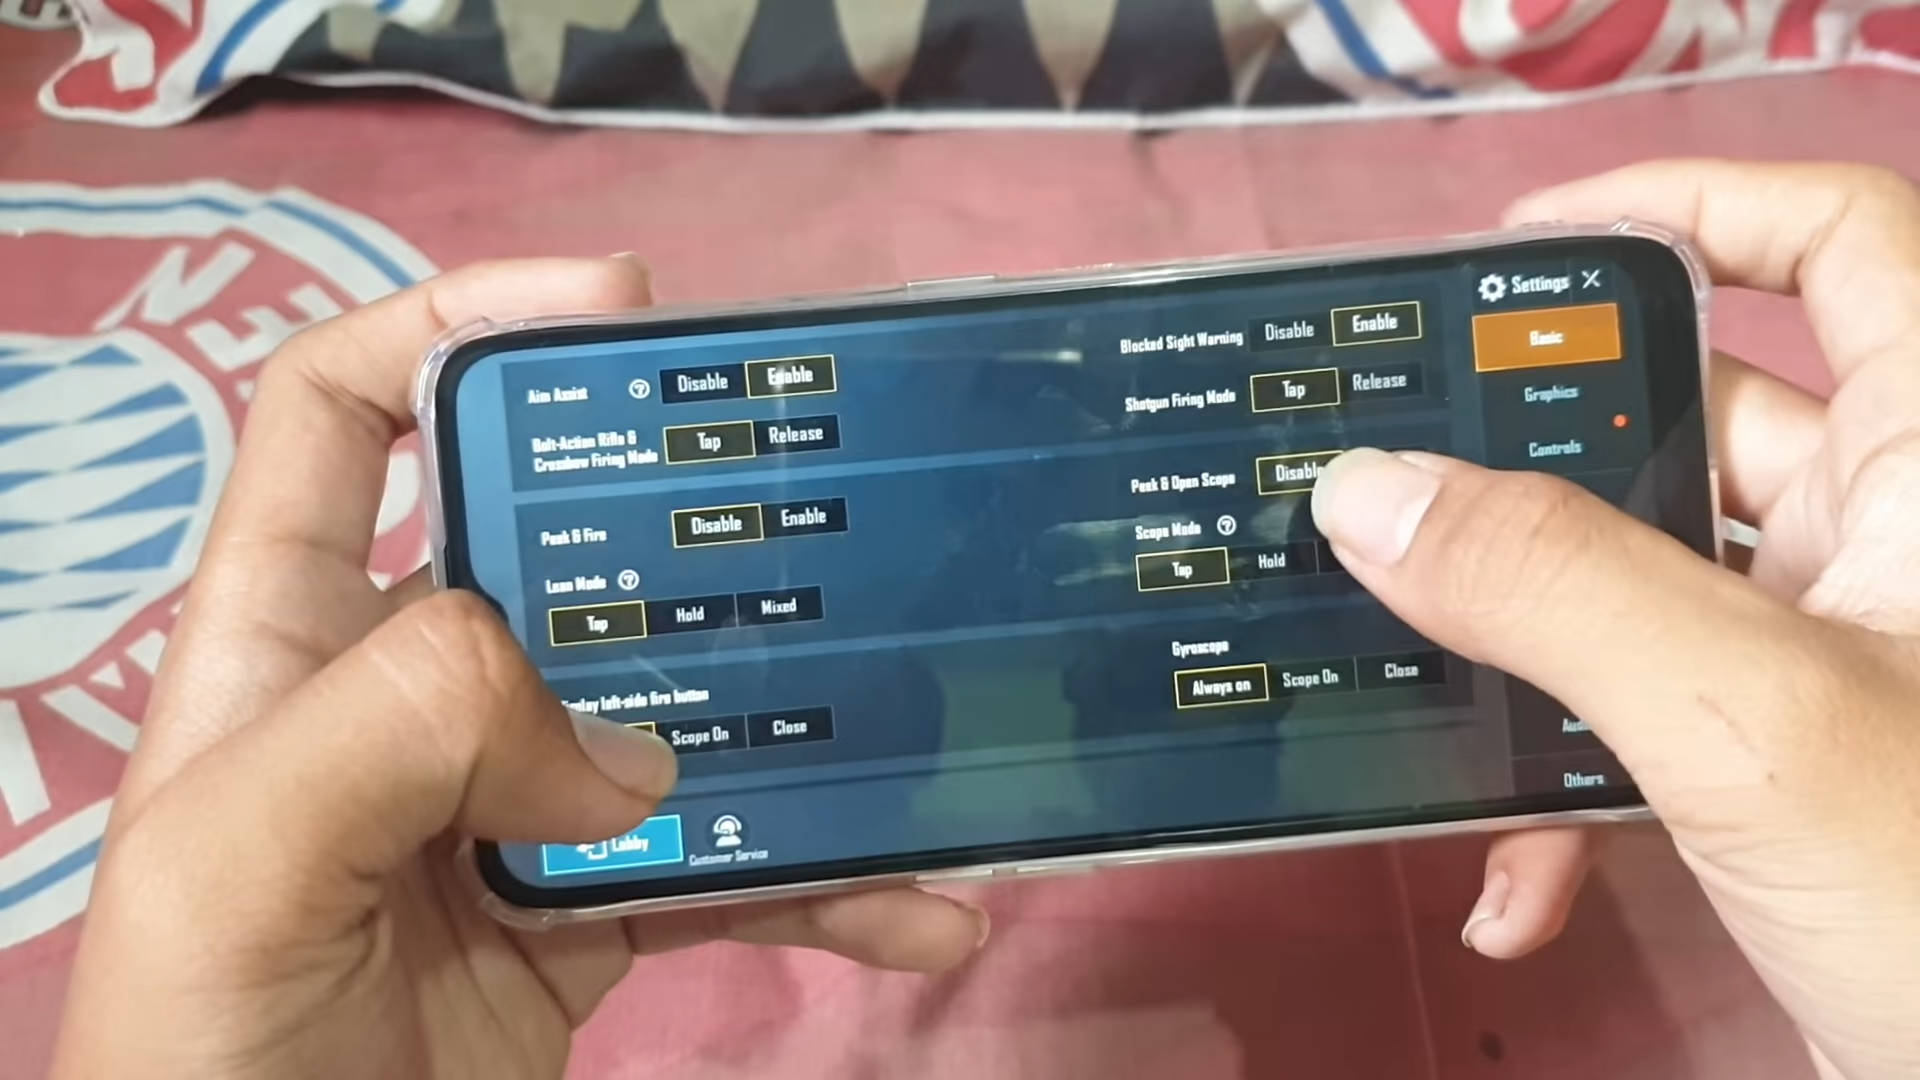 Settings
Basic
Graphics
Controls
Others
Aim Assist
Disable
Enable
Bolt-Action Rifle &
Crossbow Firing Mode
Tap
Release
Blocked Sight Warning
Disable
Enable
Shotgun Firing Mode
Tap
Release
Peek & Fire
Disable
Enable
Lean Mode
Tap
Hold
Mixed
Peek & Open Scope
Disable
Scope Mode
Tap
Hold
left-side fire button
Scope On
Close
Gyroscope
Always on
Scope On
Close
Lobby
Customer Service